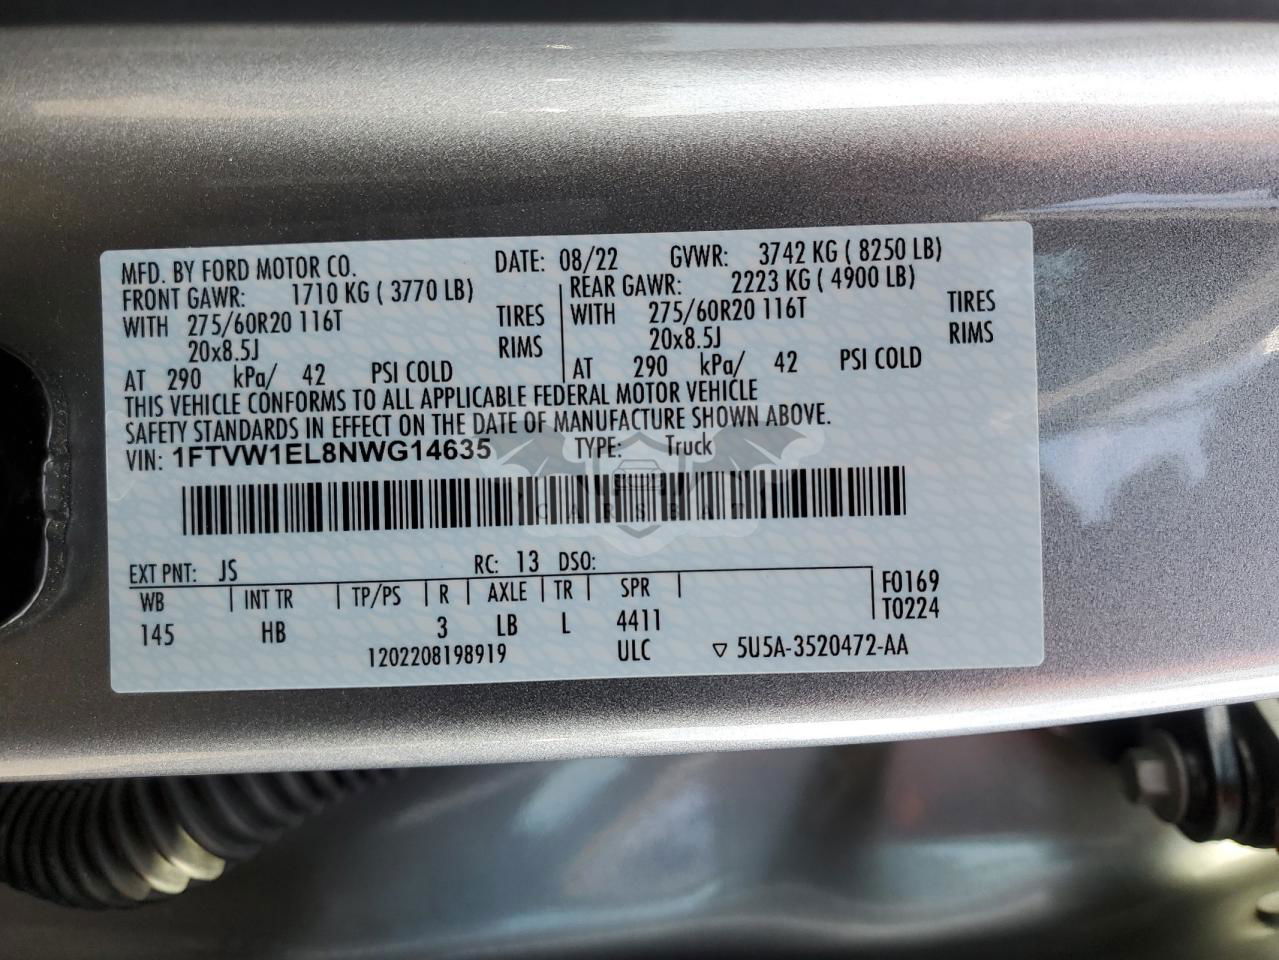 MFD. BY FORD MOTOR CO. DATE: 08/22 GVWR: 3742 KG ( 8250 LB)
FRONT GAWR: 1710 KG ( 3770 LB) REAR GAWR: 2223 KG ( 4900 LB)
WITH 275/60R20 116T TIRES WITH 275/60R20 116T TIRES
20x8.5J RIMS 20x8.5J RIMS
AT 290 kPa/ 42 PSI COLD AT 290 kPa/ 42 PSI COLD
THIS VEHICLE CONFORMS TO ALL APPLICABLE FEDERAL MOTOR VEHICLE
SAFETY STANDARDS IN EFFECT ON THE DATE OF MANUFACTURE SHOWN ABOVE.
VIN: 1FTVW1EL8NWG14635 TYPE: Truck
CARSBAT
EXT PNT: JS RC: 13 DSO:
WB INT TR TP/PS R AXLE TR SPR F0169
145 HB 3 LB L 4411 T0224
1202208198919 ULC ▽ 5U5A-3520472-AA